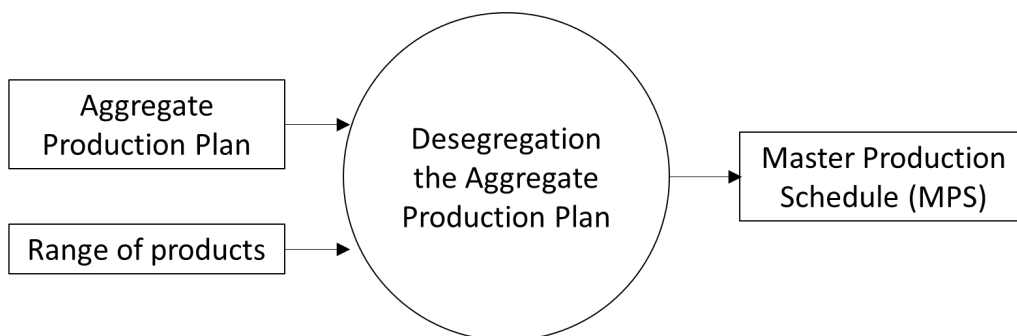 Aggregate
Production Plan
Range of products
Desegregation
the Aggregate
Production Plan
Master Production
Schedule (MPS)